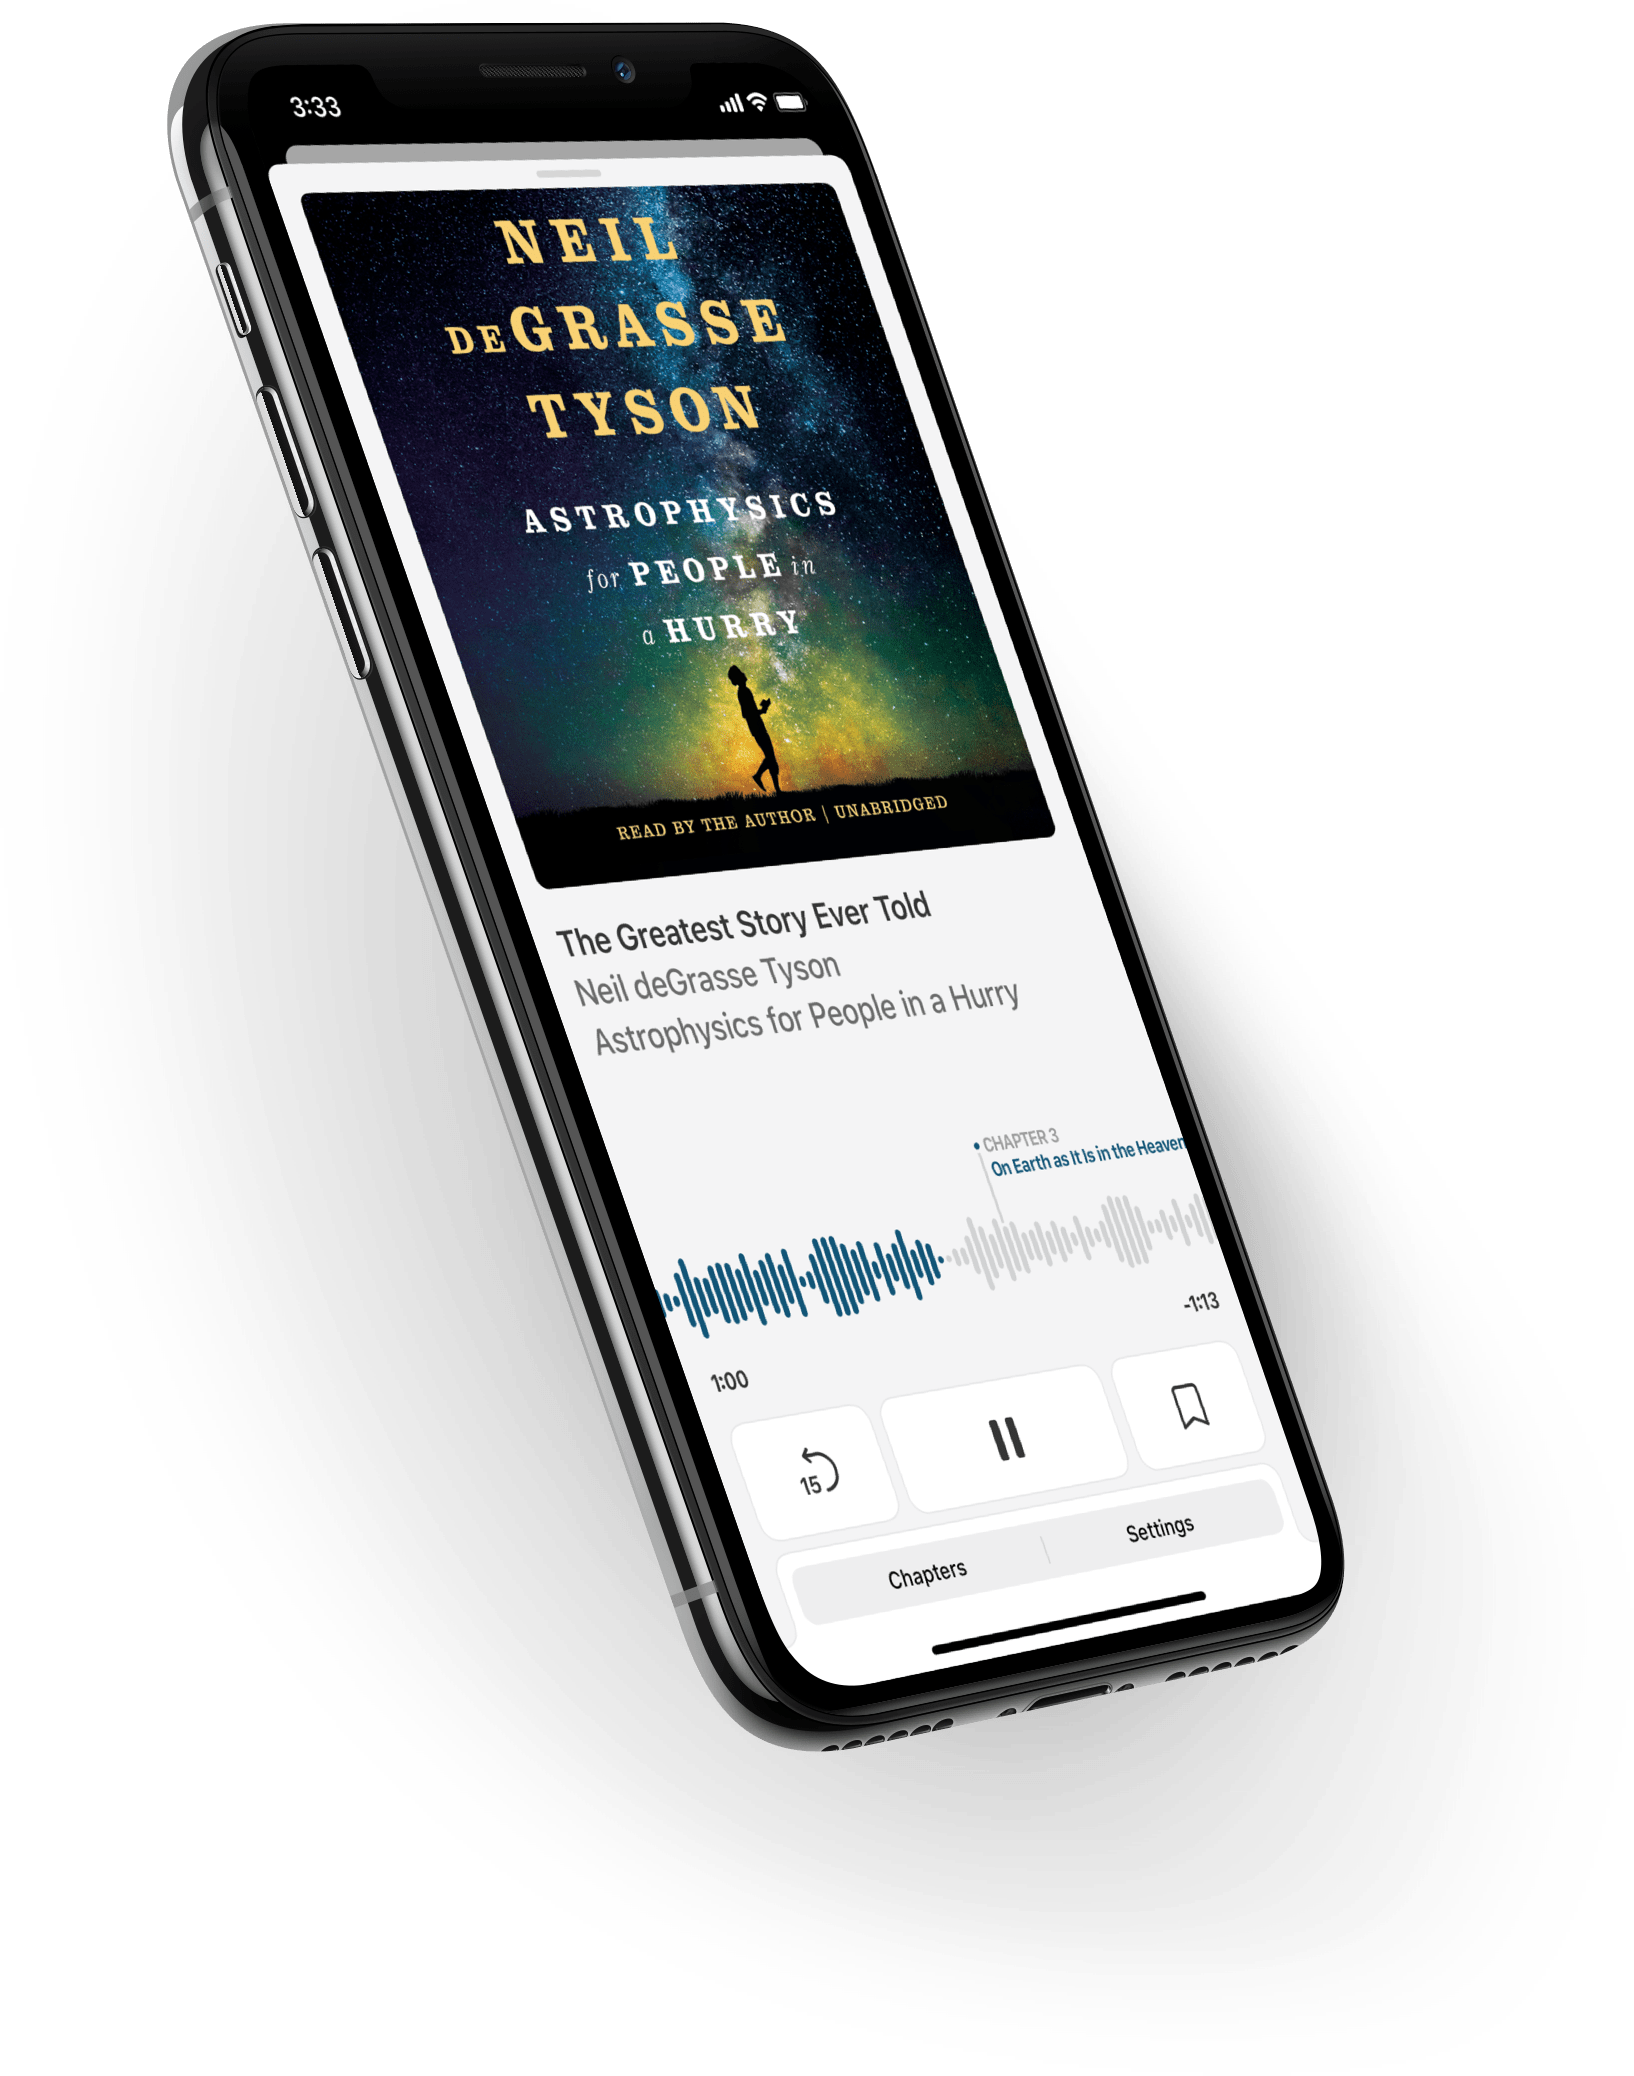 3:33
NEIL
DEGRASSE
TYSON
ASTROPHYSICS
for PEOPLE in
a HURRY
READ BY THE AUTHOR | UNABRIDGED
The Greatest Story Ever Told
Neil deGrasse Tyson
Astrophysics for People in a Hurry
CHAPTER 3
On Earth as It Is in the Heaven
-1:13
1:00
15
Chapters
Settings